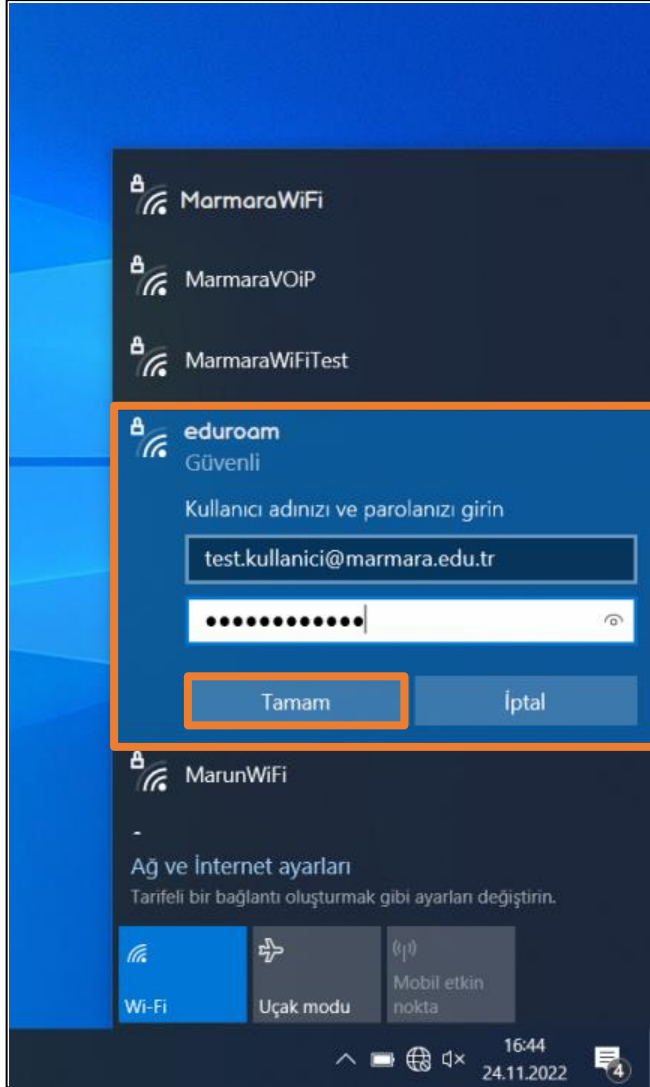 MarmaraWiFi
MarmaraVOiP
MarmaraWiFiTest
eduroam
Güvenli
Kullanıcı adınızı ve parolanızı girin
test.kullanici@marmara.edu.tr
●●●●●●●●●●●●
Tamam İptal
MarunWiFi
-
Ağ ve İnternet ayarları
Tarifeli bir bağlantı oluşturmak gibi ayarları değiştirin.
Wi-Fi Uçak modu Mobil etkin
nokta
16:44
24.11.2022 4